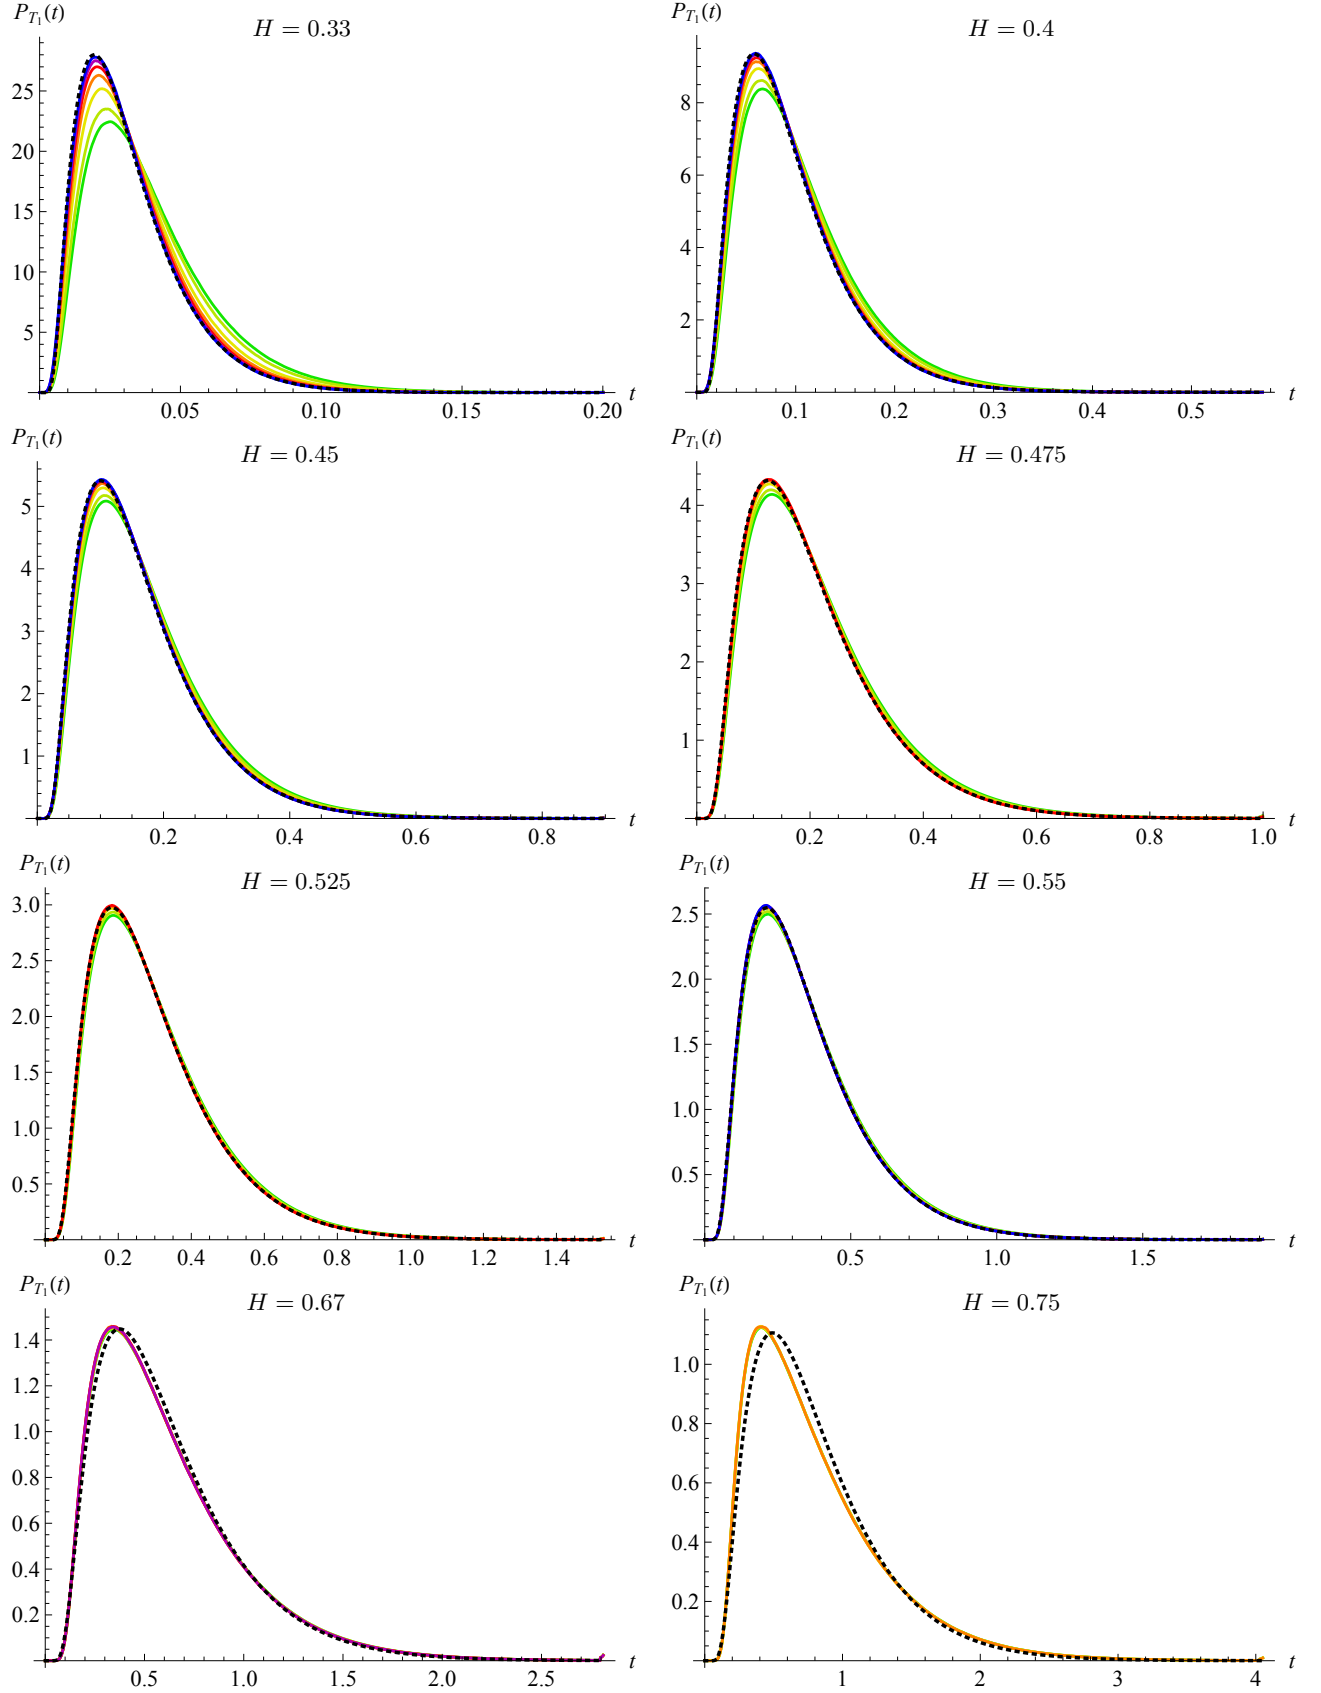 P_{T_1}(t)
H = 0.33
25
20
15
10
5
0.05 0.10 0.15 0.20 t
P_{T_1}(t)
H = 0.4
8
6
4
2
0.1 0.2 0.3 0.4 0.5 t
P_{T_1}(t)
H = 0.45
5
4
3
2
1
0.2 0.4 0.6 0.8 t
P_{T_1}(t)
H = 0.475
4
3
2
1
0.2 0.4 0.6 0.8 1.0 t
P_{T_1}(t)
H = 0.525
3.0
2.5
2.0
1.5
1.0
0.5
0.2 0.4 0.6 0.8 1.0 1.2 1.4 t
P_{T_1}(t)
H = 0.55
2.5
2.0
1.5
1.0
0.5
0.5 1.0 1.5 t
P_{T_1}(t)
H = 0.67
1.4
1.2
1.0
0.8
0.6
0.4
0.2
0.5 1.0 1.5 2.0 2.5 t
P_{T_1}(t)
H = 0.75
1.0
0.8
0.6
0.4
0.2
1 2 3 4 t